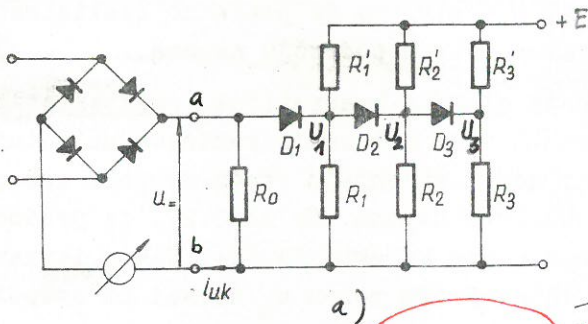 + E
R₁' R₂' R₃'
a
D₁ U₁ D₂ U₂ D₃ U₃
u₌ R₀ R₁ R₂ R₃
b
iuk
a)